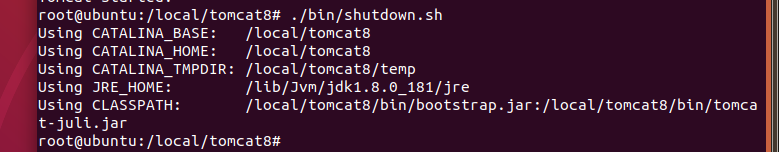 root@ubuntu:/local/tomcat8# ./bin/shutdown.sh
Using CATALINA_BASE:   /local/tomcat8
Using CATALINA_HOME:   /local/tomcat8
Using CATALINA_TMPDIR: /local/tomcat8/temp
Using JRE_HOME:        /lib/Jvm/jdk1.8.0_181/jre
Using CLASSPATH:       /local/tomcat8/bin/bootstrap.jar:/local/tomcat8/bin/tomca
t-juli.jar
root@ubuntu:/local/tomcat8#